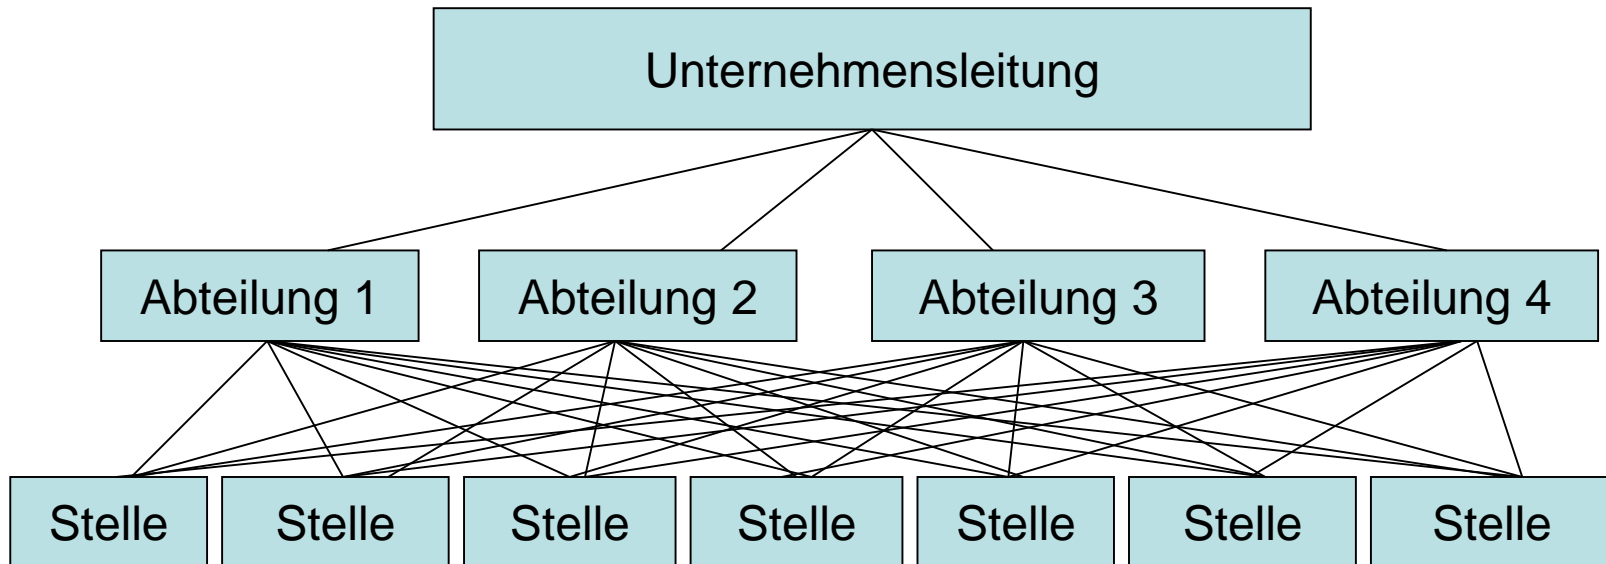 Unternehmensleitung
Abteilung 1 Abteilung 2 Abteilung 3 Abteilung 4
Stelle Stelle Stelle Stelle Stelle Stelle Stelle